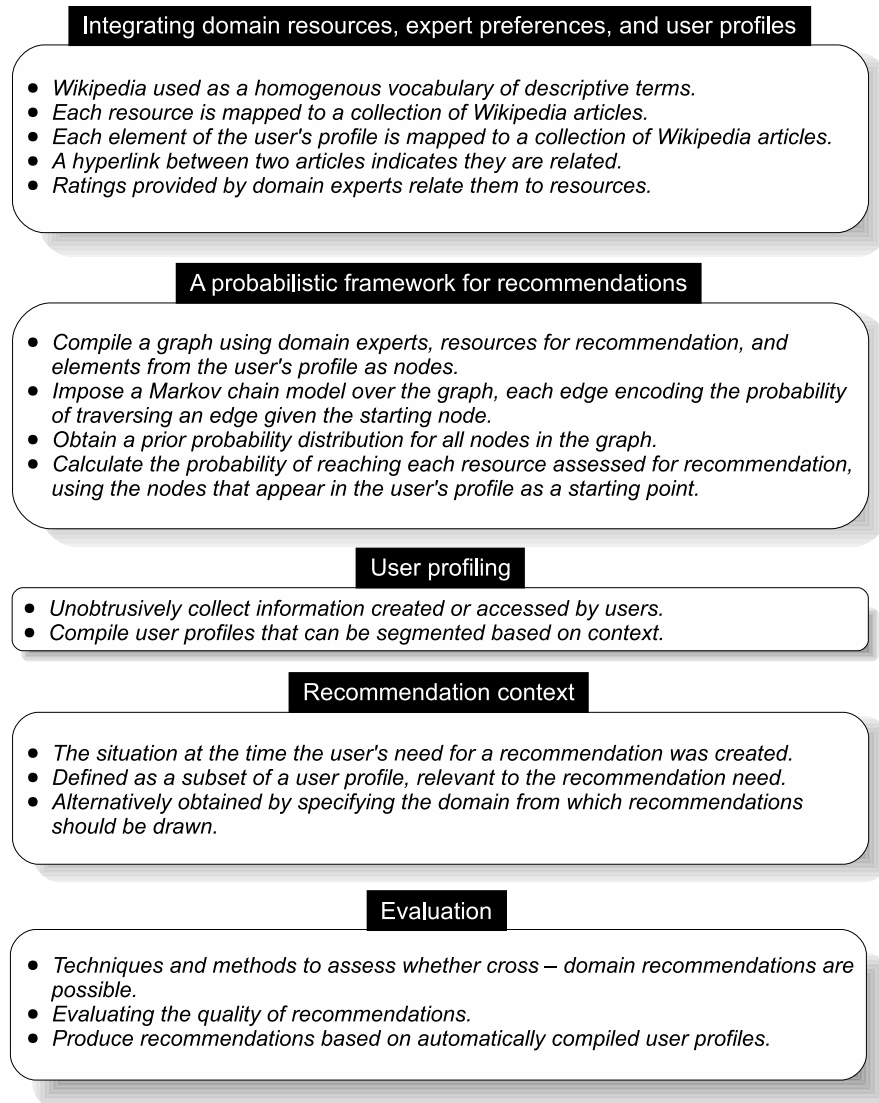 Integrating domain resources, expert preferences, and user profiles
● Wikipedia used as a homogenous vocabulary of descriptive terms.
● Each resource is mapped to a collection of Wikipedia articles.
● Each element of the user's profile is mapped to a collection of Wikipedia articles.
● A hyperlink between two articles indicates they are related.
● Ratings provided by domain experts relate them to resources.
A probabilistic framework for recommendations
● Compile a graph using domain experts, resources for recommendation, and
elements from the user's profile as nodes.
● Impose a Markov chain model over the graph, each edge encoding the probability
of traversing an edge given the starting node.
● Obtain a prior probability distribution for all nodes in the graph.
● Calculate the probability of reaching each resource assessed for recommendation,
using the nodes that appear in the user's profile as a starting point.
User profiling
● Unobtrusively collect information created or accessed by users.
● Compile user profiles that can be segmented based on context.
Recommendation context
● The situation at the time the user's need for a recommendation was created.
● Defined as a subset of a user profile, relevant to the recommendation need.
● Alternatively obtained by specifying the domain from which recommendations
should be drawn.
Evaluation
● Techniques and methods to assess whether cross – domain recommendations are
possible.
● Evaluating the quality of recommendations.
● Produce recommendations based on automatically compiled user profiles.